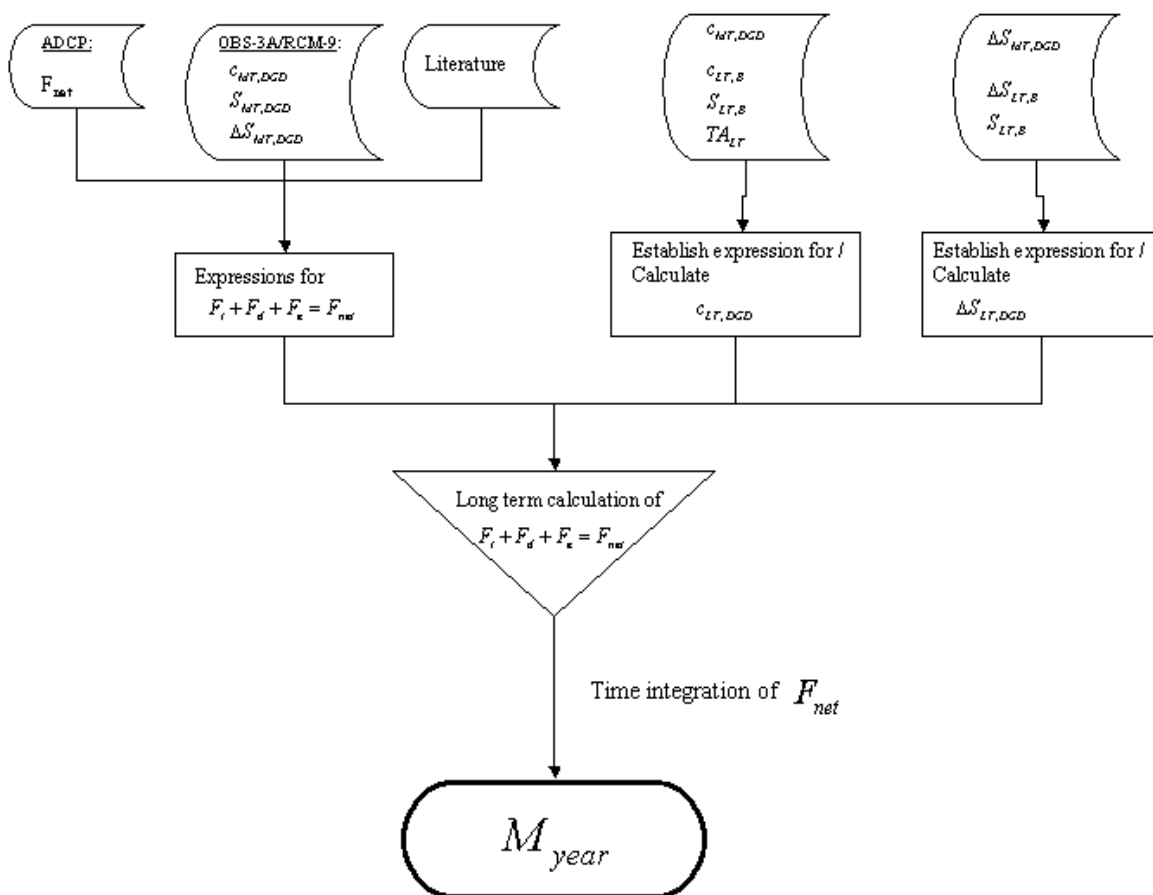 ADCP:
F_net
OBS-3A/RCM-9:
c_MT,DGD
S_MT,DGD
ΔS_MT,DGD
Literature
c_MT,DGD
c_LT,B
S_LT,B
TA_LT
ΔS_MT,DGD
ΔS_LT,B
S_LT,B
Expressions for
F_t + F_d + F_e = F_net
Establish expression for /
Calculate
c_LT,DGD
Establish expression for /
Calculate
ΔS_LT,DGD
Long term calculation of
F_t + F_d + F_e = F_net
Time integration of F_net
M_year